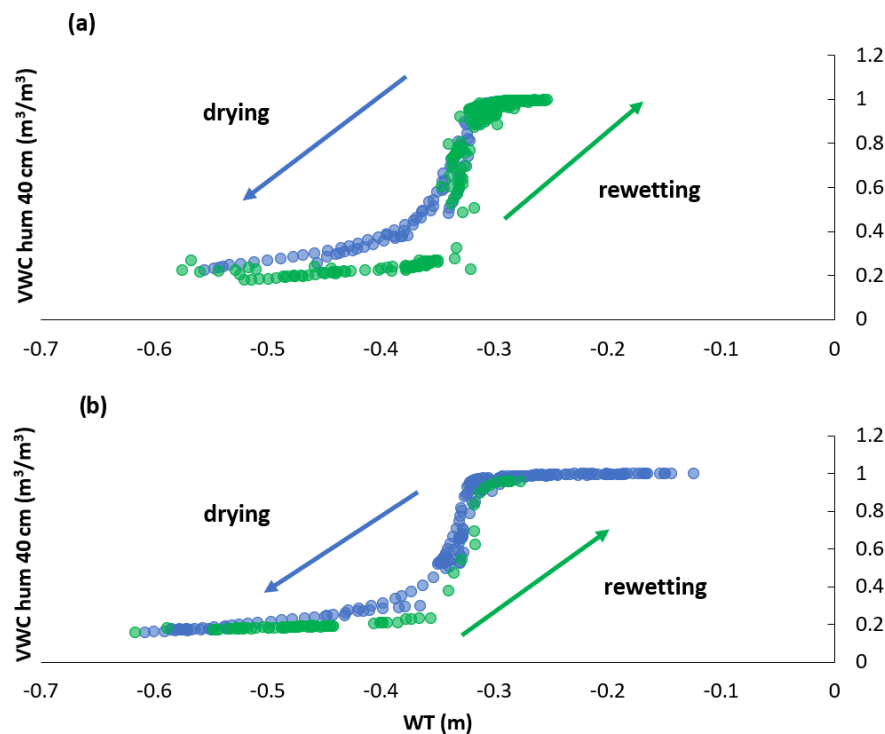 (a)
VWC hum 40 cm (m³/m³)
drying
rewetting
1.2
1
0.8
0.6
0.4
0.2
0
-0.7 -0.6 -0.5 -0.4 -0.3 -0.2 -0.1 0
(b)
VWC hum 40 cm (m³/m³)
drying
rewetting
1.2
1
0.8
0.6
0.4
0.2
0
-0.7 -0.6 -0.5 -0.4 -0.3 -0.2 -0.1 0
WT (m)